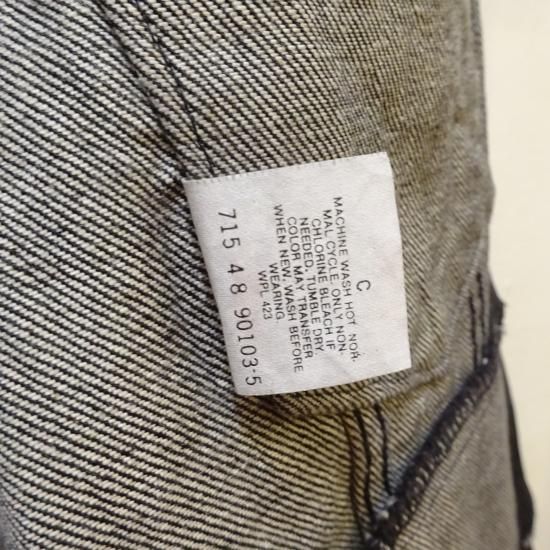 C
MACHINE WASH HOT NOR-
MAL CYCLE. ONLY NON-
CHLORINE BLEACH IF
NEEDED. TUMBLE DRY
COLOR MAY TRANSFER
WHEN NEW. WASH BEFORE
WEARING
WPL 423
715 4 8 90103-5